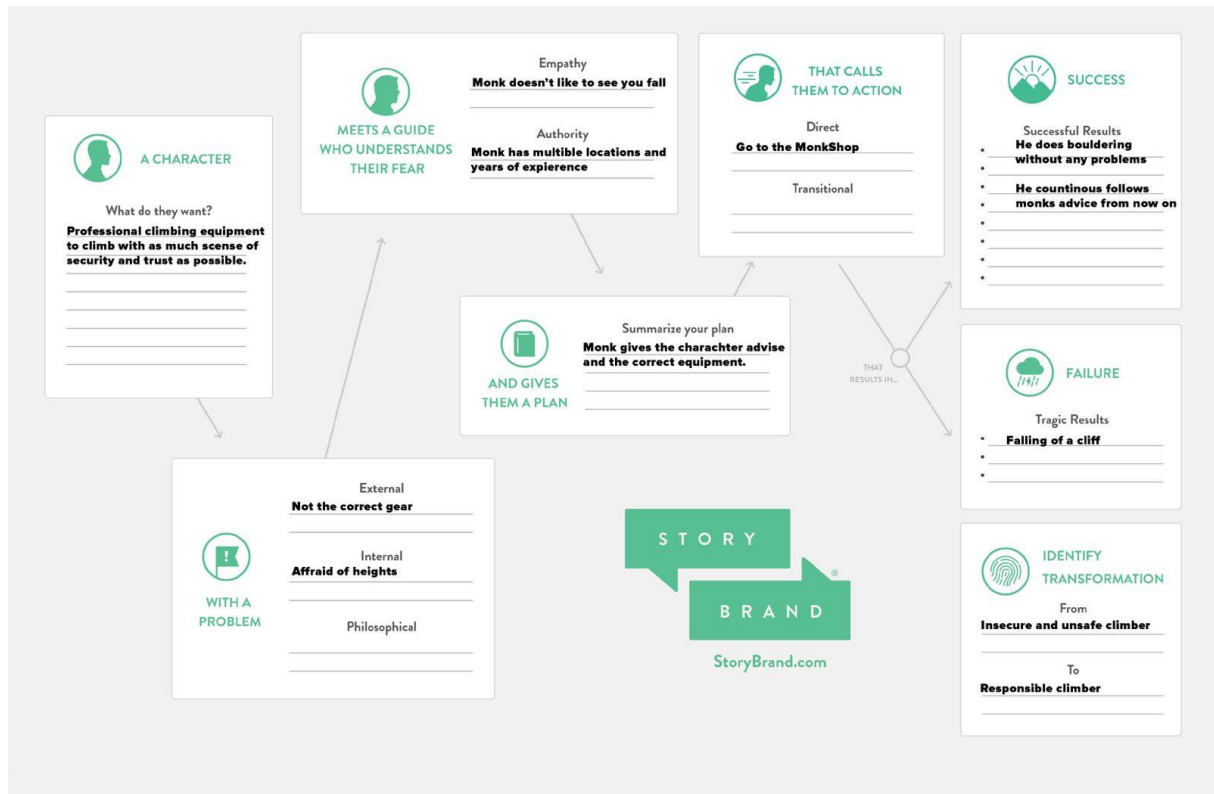 A CHARACTER
What do they want?
Professional climbing equipment
to climb with as much scense of
security and trust as possible.
WITH A
PROBLEM
External
Not the correct gear
Internal
Affraid of heights
Philosophical
MEETS A GUIDE
WHO UNDERSTANDS
THEIR FEAR
Empathy
Monk doesn't like to see you fall
Authority
Monk has multible locations and
years of expierence
AND GIVES
THEM A PLAN
Summarize your plan
Monk gives the charachter advise
and the correct equipment.
THAT CALLS
THEM TO ACTION
Direct
Go to the MonkShop
Transitional
THAT
RESULTS IN...
SUCCESS
Successful Results
He does bouldering
without any problems
He countinous follows
monks advice from now on
FAILURE
Tragic Results
Falling of a cliff
IDENTIFY
TRANSFORMATION
From
Insecure and unsafe climber
To
Responsible climber
STORY
BRAND
®
StoryBrand.com